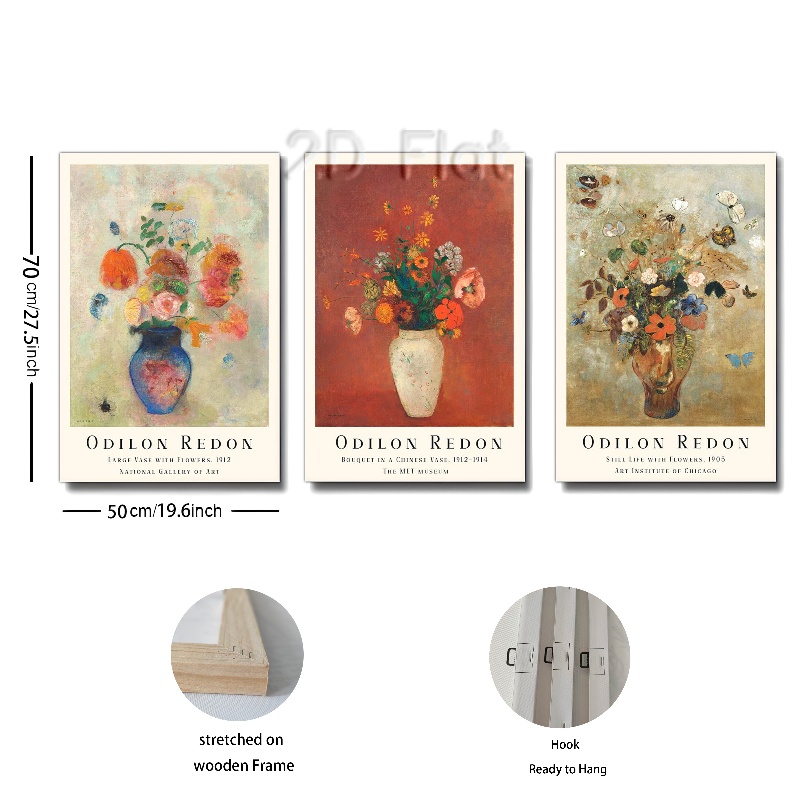 2D Flat
70cm/27.5inch
ODILON REDON
LARGE VASE WITH FLOWERS, 1912
NATIONAL GALLERY OF ART
ODILON REDON
BOUQUET IN A CHINESE VASE, 1912-1914
THE MET MUSEUM
ODILON REDON
STILL LIFE WITH FLOWERS, 1905
ART INSTITUTE OF CHICAGO
50cm/19.6inch
stretched on
wooden Frame
Hook
Ready to Hang